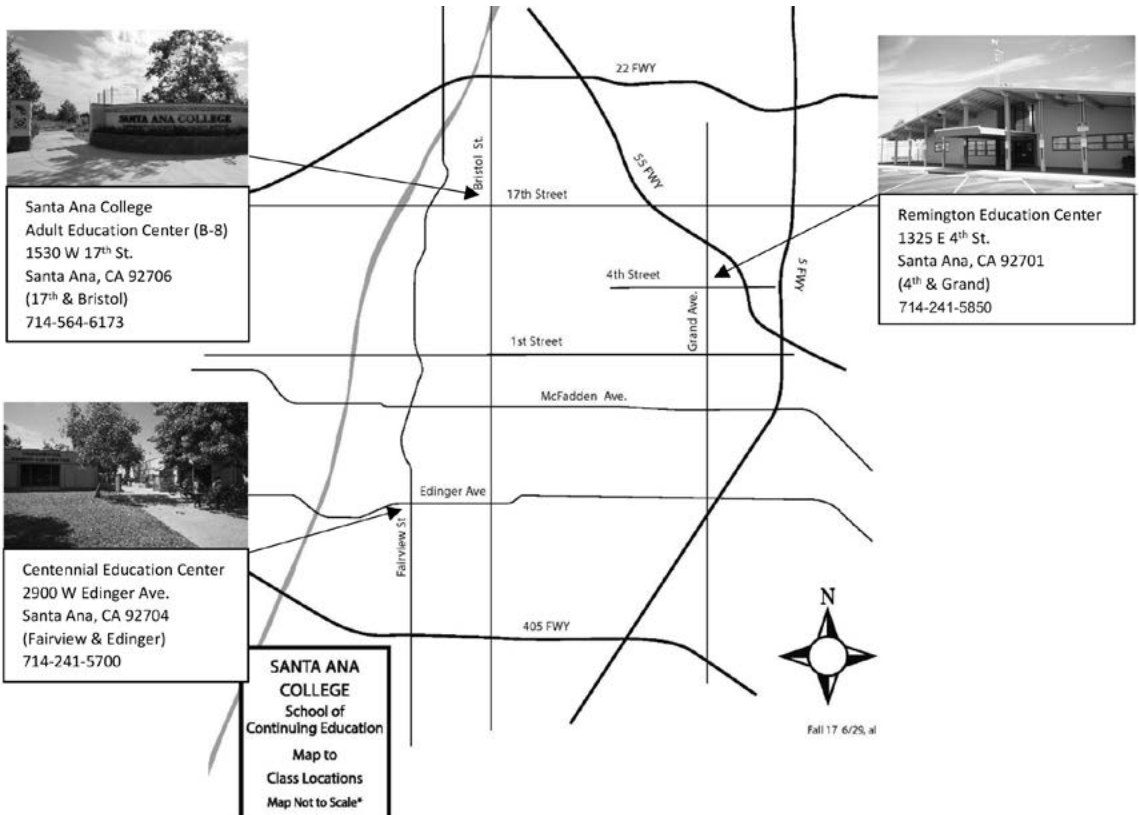 SANTA ANA COLLEGE
Santa Ana College
Adult Education Center (B-8)
1530 W 17th St.
Santa Ana, CA 92706
(17th & Bristol)
714-564-6173
Centennial Education Center
2900 W Edinger Ave.
Santa Ana, CA 92704
(Fairview & Edinger)
714-241-5700
22 FWY
Bristol St.
55 FWY
17th Street
4th Street
5 FWY
Grand Ave.
1st Street
McFadden Ave.
Edinger Ave
Fairview St
405 FWY
Remington Education Center
1325 E 4th St.
Santa Ana, CA 92701
(4th & Grand)
714-241-5850
N
Fall 17 6/29, al
SANTA ANA
COLLEGE
School of
Continuing Education
Map to
Class Locations
Map Not to Scale*